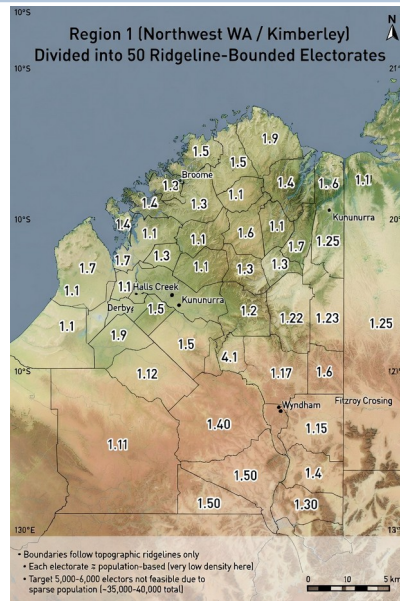 N
Region 1 (Northwest WA / Kimberley)
Divided into 50 Ridgeline-Bounded Electorates
10°S
10°S
21°
1.9
1.5
1.5
Broome
1.3
1.4
1.6
1.1
1.1
1.4
1.3
Kununurra
10°S
20°
1.4
1.1
1.1
1.6
1.1
1.25
1.7
1.7
1.7
1.3
1.1
1.3
1.3
1.1
1.1
Halls Creek
Kununurra
Derby
1.5
1.2
1.22
1.23
1.25
1.1
1.9
1.5
4.1
10°S
1.12
1.17
1.6
12°
Wyndham
Fitzroy Crossing
1.40
1.15
1.11
1.50
1.4
1.50
1.30
130°E
13°
• Boundaries follow topographic ridgelines only
• Each electorate ≈ population-based (very low density here)
• Target 5,000-6,000 electors not feasible due to
sparse population (~35,000-40,000 total)
0 10 5 km